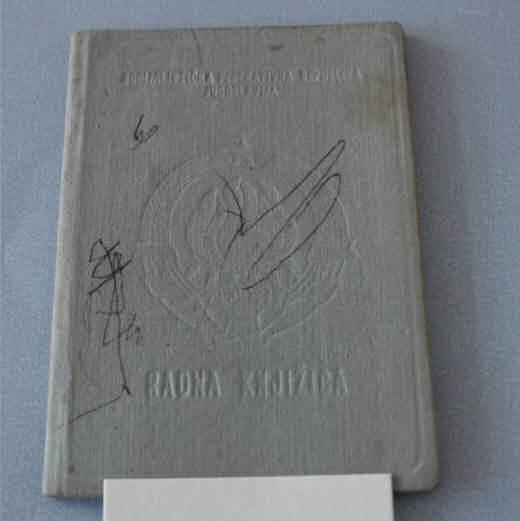 SOCIJALISTIČKA FEDERATIVNA REPUBLIKA
JUGOSLAVIJA
RADNA KNJIŽICA